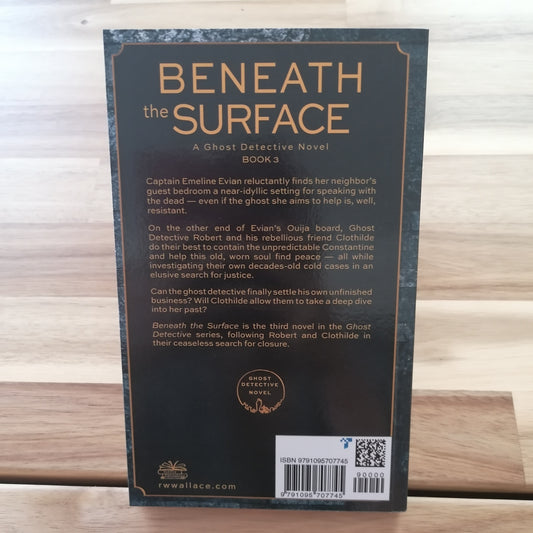 BENEATH
the SURFACE
A Ghost Detective Novel
BOOK 3
Captain Emeline Evian reluctantly finds her neighbor's
guest bedroom a near-idyllic setting for speaking with
the dead — even if the ghost she aims to help is, well,
resistant.
On the other end of Evian's Ouija board, Ghost
Detective Robert and his rebellious friend Clothilde
do their best to contain the unpredictable Constantine
and help this old, worn soul find peace — all while
investigating their own decades-old cold cases in an
elusive search for justice.
Can the ghost detective finally settle his own unfinished
business? Will Clothilde allow them to take a deep dive
into her past?
Beneath the Surface is the third novel in the Ghost
Detective series, following Robert and Clothilde in
their ceaseless search for closure.
GHOST
DETECTIVE
NOVEL
ISBN 9791095707745
90000
9 791095 707745
rwwallace.com